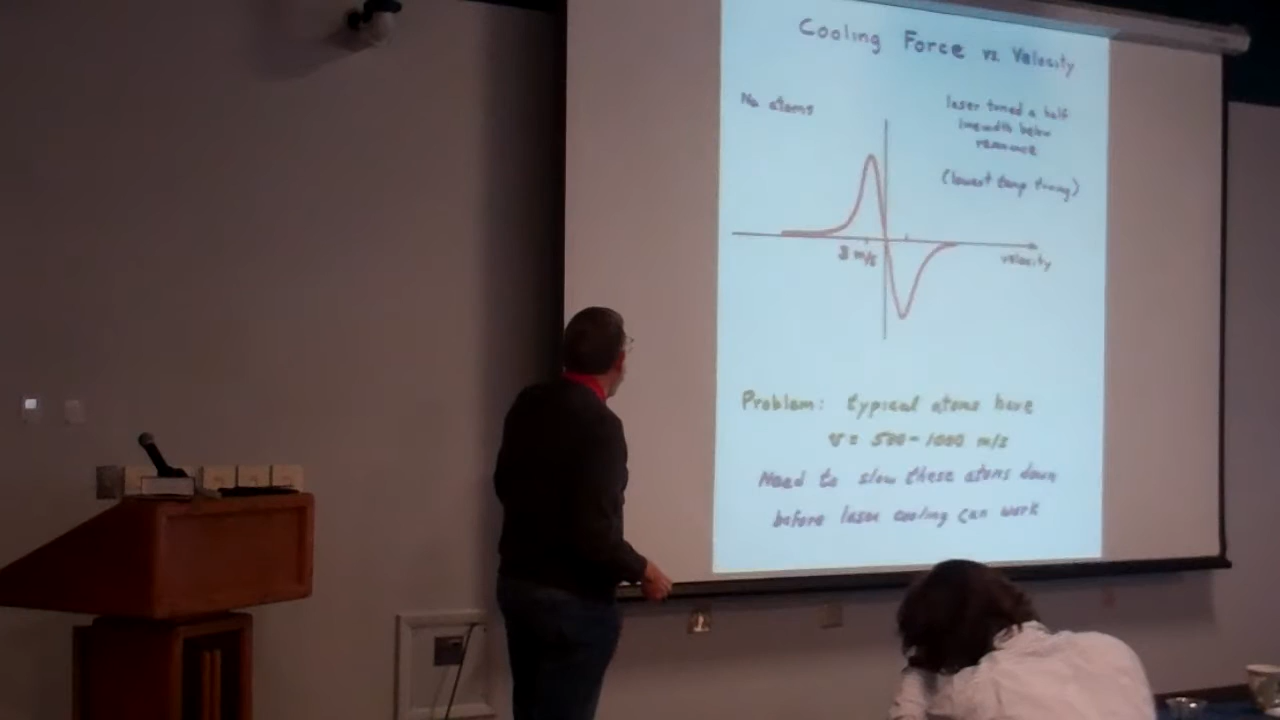 Cooling Force vs. Velocity
Na atoms
laser tuned a half
linewidth below
resonance
(lowest temp tuning)
3 m/s
velocity
Problem: typical atoms have
v = 500-1000 m/s
Need to slow these atoms down
before laser cooling can work